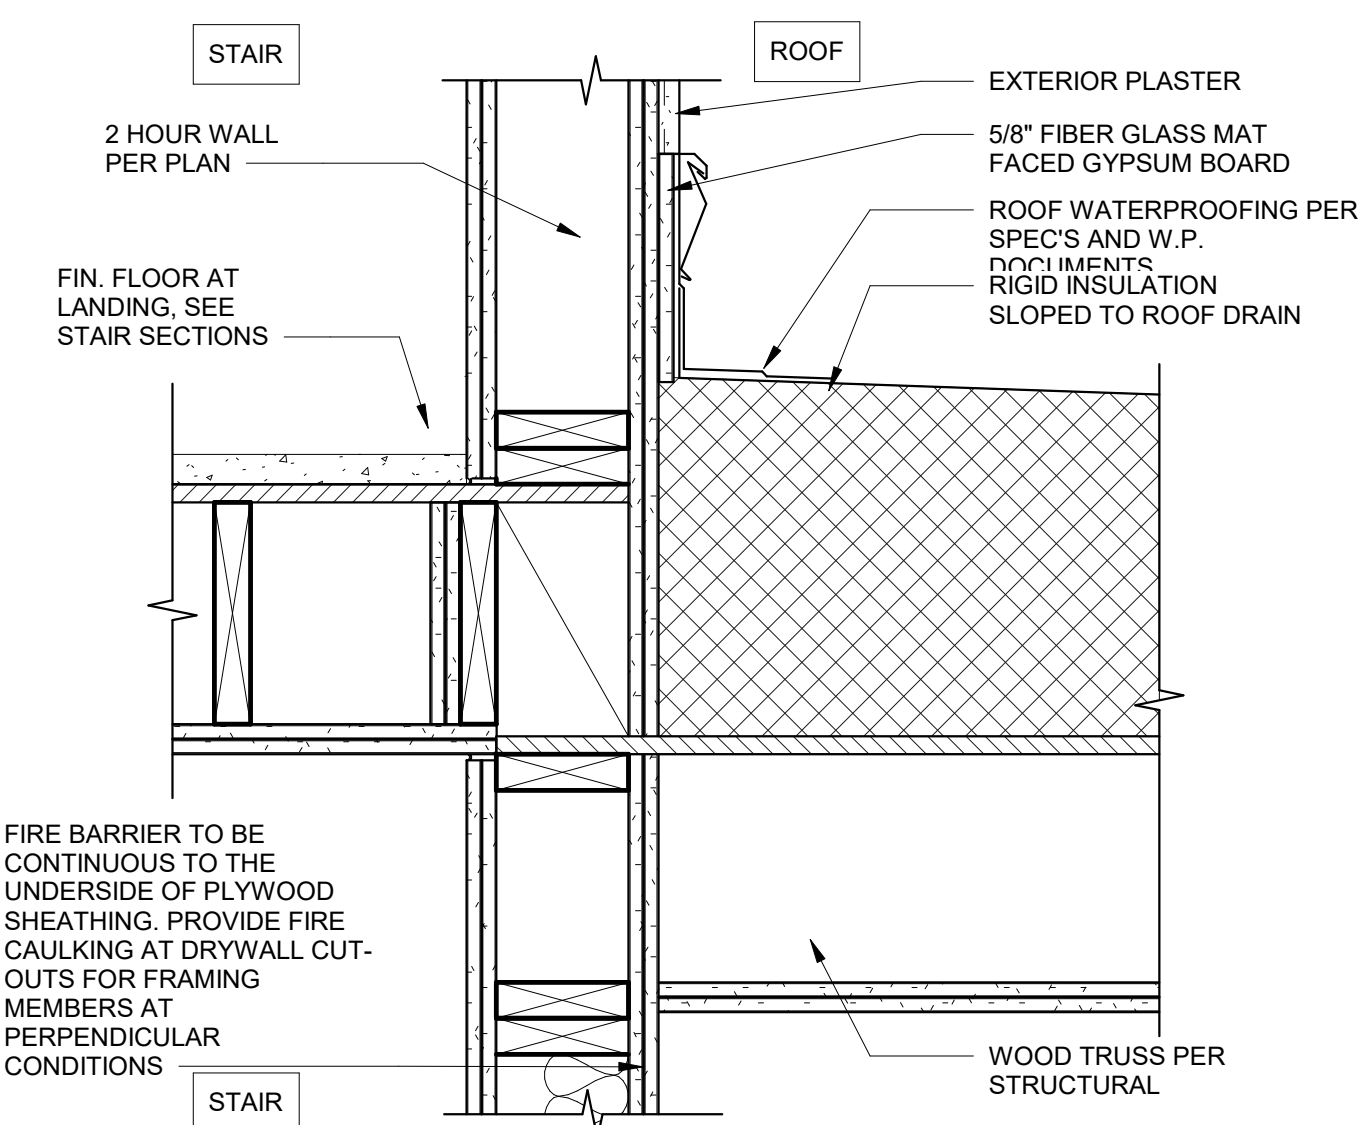 STAIR
ROOF
2 HOUR WALL
PER PLAN
FIN. FLOOR AT
LANDING, SEE
STAIR SECTIONS
EXTERIOR PLASTER
5/8" FIBER GLASS MAT
FACED GYPSUM BOARD
ROOF WATERPROOFING PER
SPEC'S AND W.P.
DOCUMENTS
RIGID INSULATION
SLOPED TO ROOF DRAIN
FIRE BARRIER TO BE
CONTINUOUS TO THE
UNDERSIDE OF PLYWOOD
SHEATHING. PROVIDE FIRE
CAULKING AT DRYWALL CUT-
OUTS FOR FRAMING
MEMBERS AT
PERPENDICULAR
CONDITIONS
WOOD TRUSS PER
STRUCTURAL
STAIR